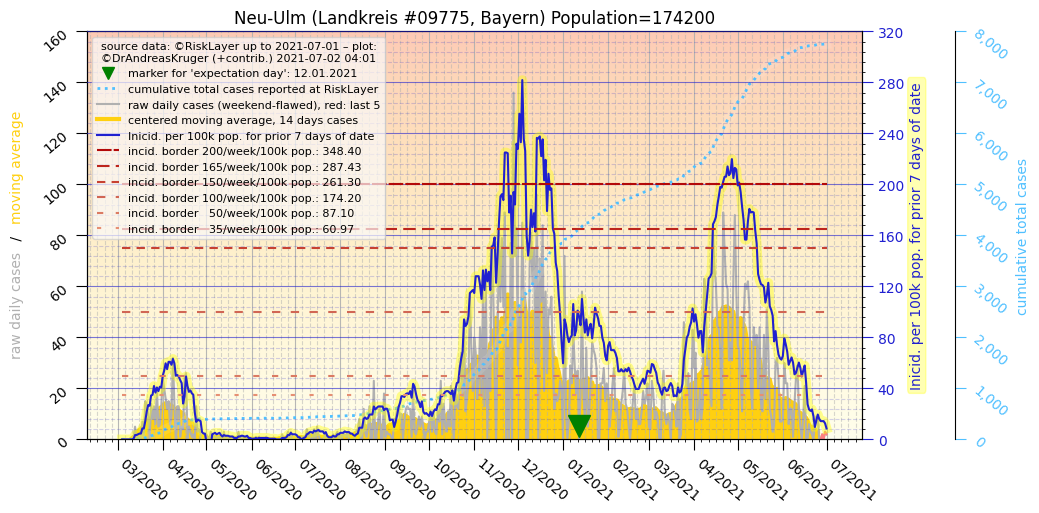 Neu-Ulm (Landkreis #09775, Bayern) Population=174200
source data: ©RiskLayer up to 2021-07-01 – plot:
©DrAndreasKruger (+contrib.) 2021-07-02 04:01
marker for 'expectation day': 12.01.2021
cumulative total cases reported at RiskLayer
raw daily cases (weekend-flawed), red: last 5
centered moving average, 14 days cases
Inicid. per 100k pop. for prior 7 days of date
incid. border 200/week/100k pop.: 348.40
incid. border 165/week/100k pop.: 287.43
incid. border 150/week/100k pop.: 261.30
incid. border 100/week/100k pop.: 174.20
incid. border 50/week/100k pop.: 87.10
incid. border 35/week/100k pop.: 60.97
raw daily cases / moving average
160
140
120
100
80
60
40
20
0
320
280
240
200
160
120
80
40
0
Inicid. per 100k pop. for prior 7 days of date
8,000
7,000
6,000
5,000
4,000
3,000
2,000
1,000
0
cumulative total cases
03/2020
04/2020
05/2020
06/2020
07/2020
08/2020
09/2020
10/2020
11/2020
12/2020
01/2021
02/2021
03/2021
04/2021
05/2021
06/2021
07/2021